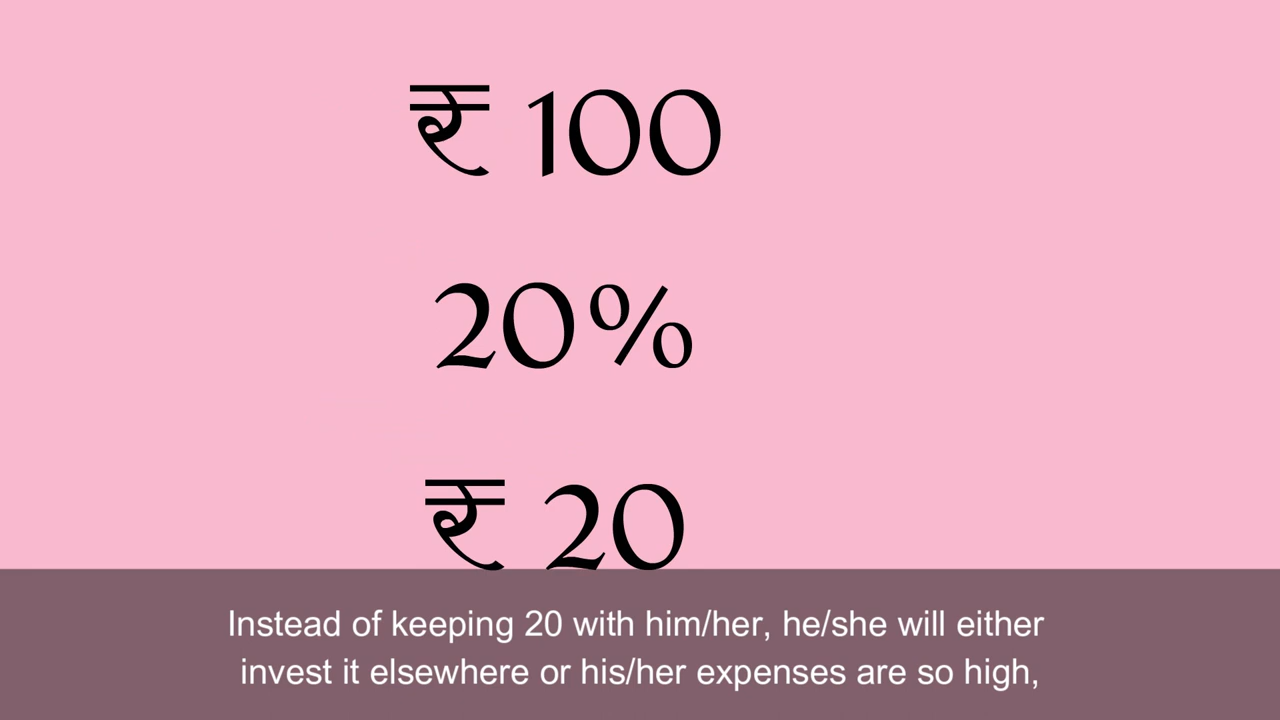 ₹ 100
20%
₹ 20
Instead of keeping 20 with him/her, he/she will either
invest it elsewhere or his/her expenses are so high,